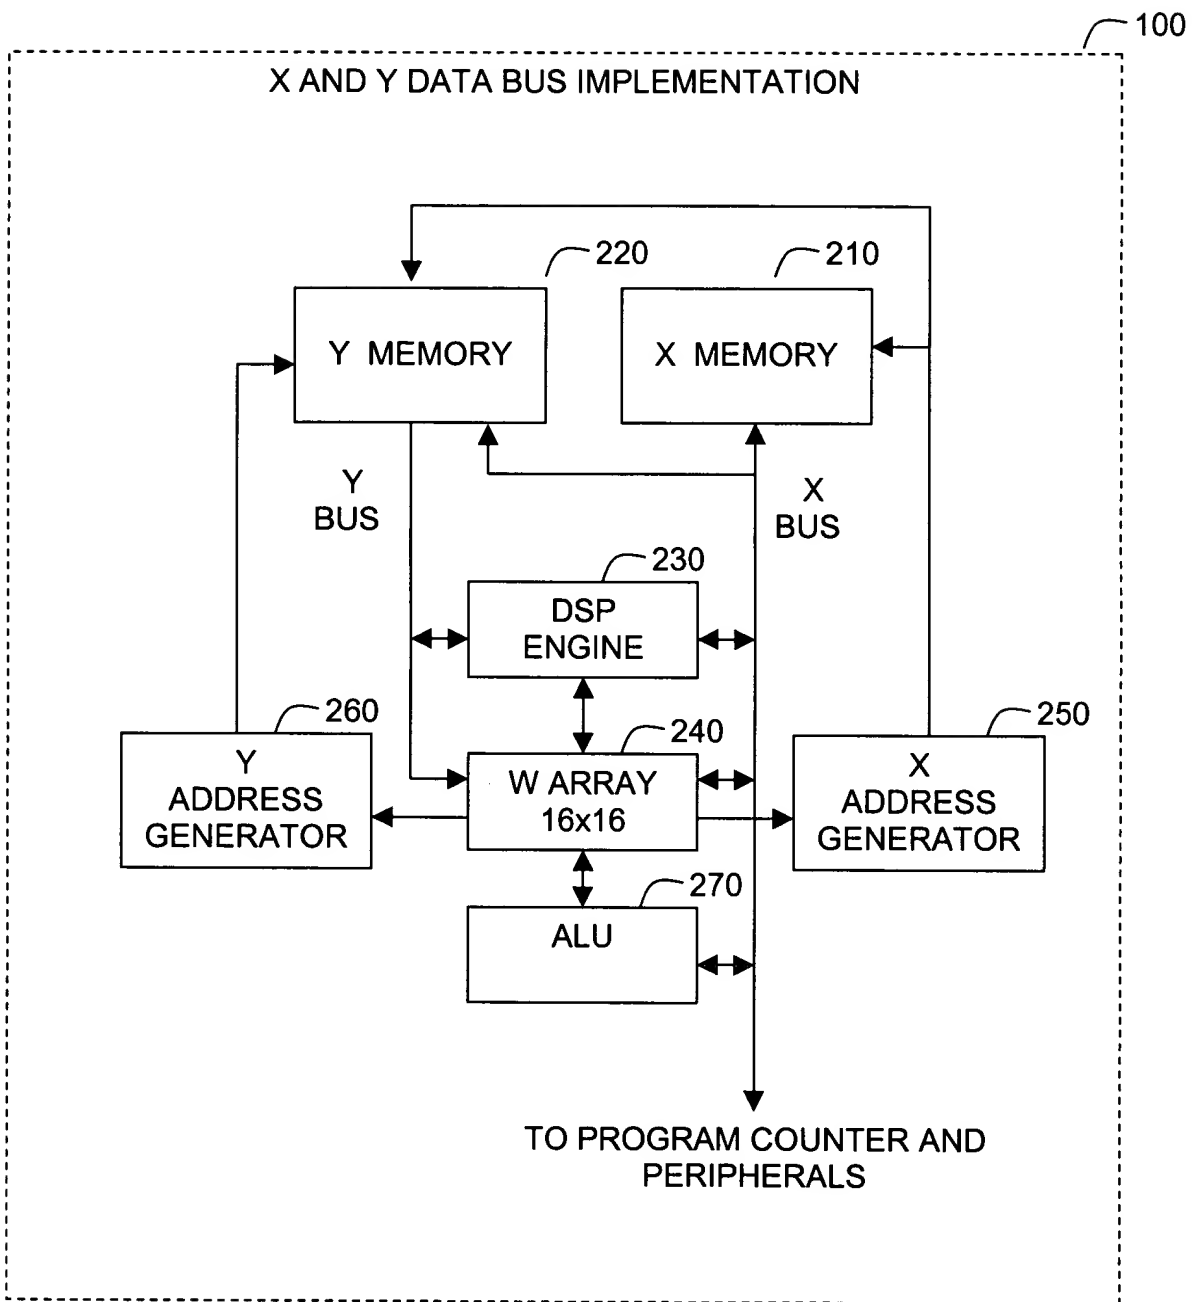 100
X AND Y DATA BUS IMPLEMENTATION
220
210
Y MEMORY
X MEMORY
Y
BUS
X
BUS
230
DSP
ENGINE
260
240
250
Y
ADDRESS
GENERATOR
W ARRAY
16x16
X
ADDRESS
GENERATOR
270
ALU
TO PROGRAM COUNTER AND
PERIPHERALS